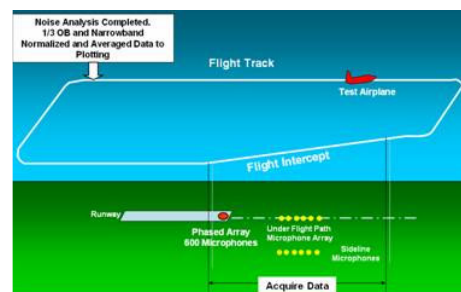 Noise Analysis Completed.
1/3 OB and Narrowband
Normalized and Averaged Data to
Plotting
Flight Track
Test Airplane
Flight Intercept
Runway
Phased Array
600 Microphones
Under Flight Path
Microphone Array
Sideline
Microphones
Acquire Data